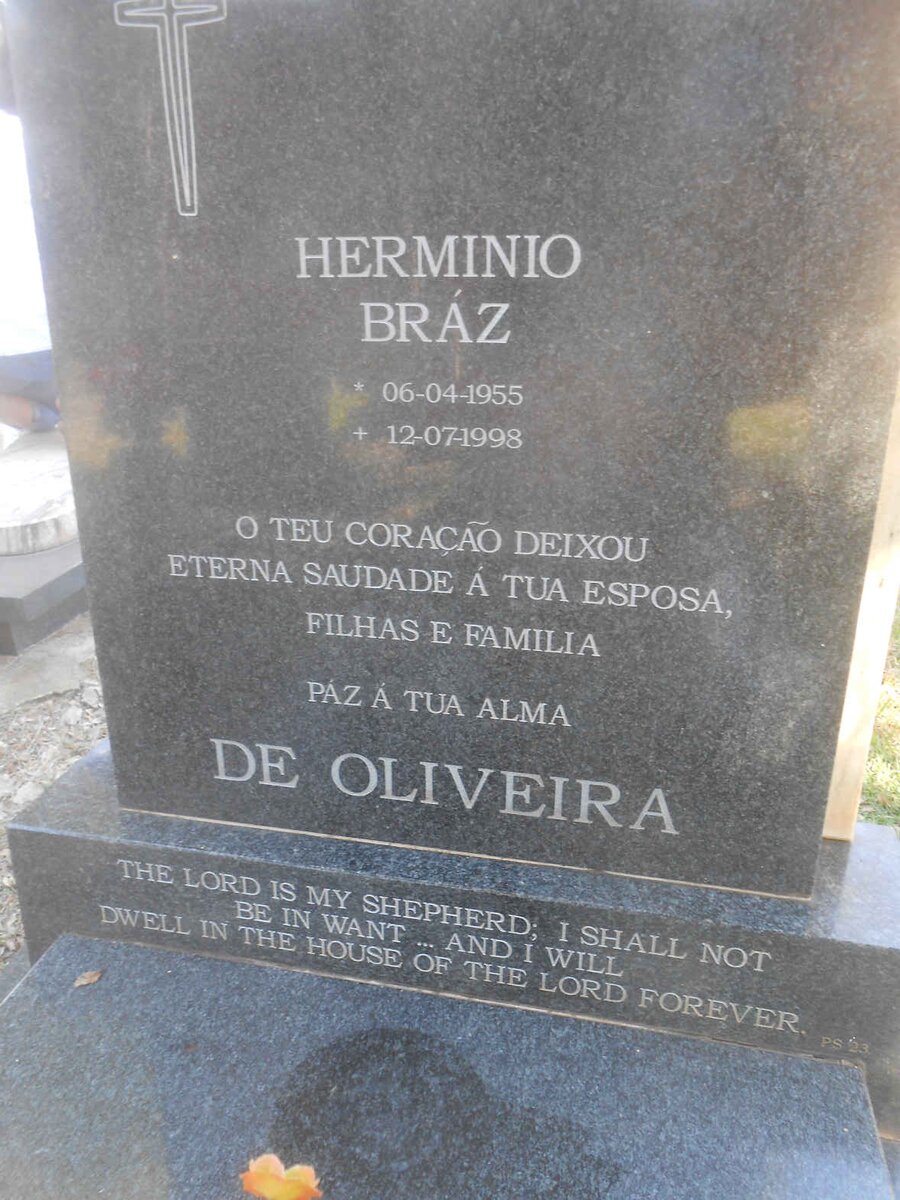 HERMINIO
BRÁZ
* 06-04-1955
+ 12-07-1998
O TEU CORAÇÃO DEIXOU
ETERNA SAUDADE Á TUA ESPOSA,
FILHAS E FAMILIA
PÁZ Á TUA ALMA
DE OLIVEIRA
THE LORD IS MY SHEPHERD; I SHALL NOT
BE IN WANT ... AND I WILL
DWELL IN THE HOUSE OF THE LORD FOREVER.
PS 23